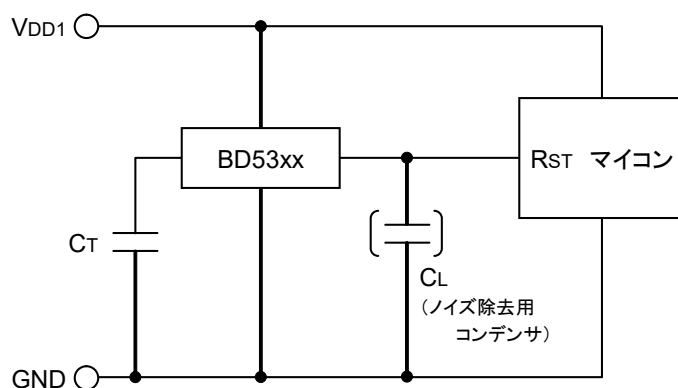 VDD1
BD53xx
RST マイコン
CT
CL
（ノイズ除去用
コンデンサ）
GND